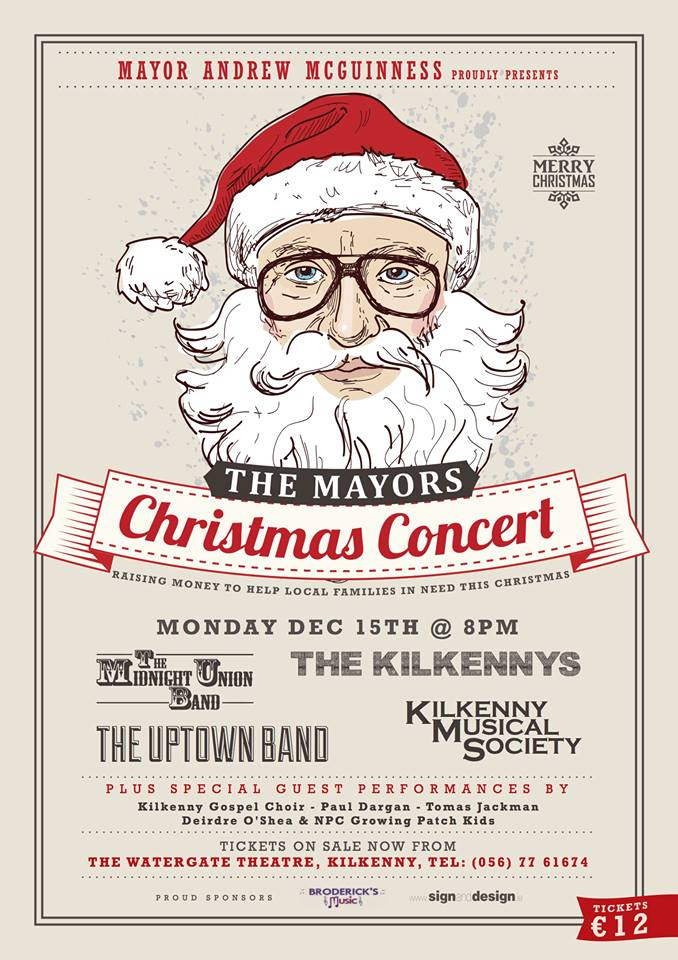 MAYOR ANDREW MCGUINNESS PROUDLY PRESENTS
MERRY
CHRISTMAS
THE MAYORS
Christmas Concert
RAISING MONEY TO HELP LOCAL FAMILIES IN NEED THIS CHRISTMAS
MONDAY DEC 15TH @ 8PM
THE
MIDNIGHT UNION
BAND
THE KILKENNYS
THE UPTOWN BAND
KILKENNY
MUSICAL
SOCIETY
PLUS SPECIAL GUEST PERFORMANCES BY
Kilkenny Gospel Choir - Paul Dargan - Tomas Jackman
Deirdre O'Shea & NPC Growing Patch Kids
TICKETS ON SALE NOW FROM
THE WATERGATE THEATRE, KILKENNY, TEL: (056) 77 61674
PROUD SPONSORS
BRODERICK'S
Music
www.signanddesign.ie
TICKETS
€12